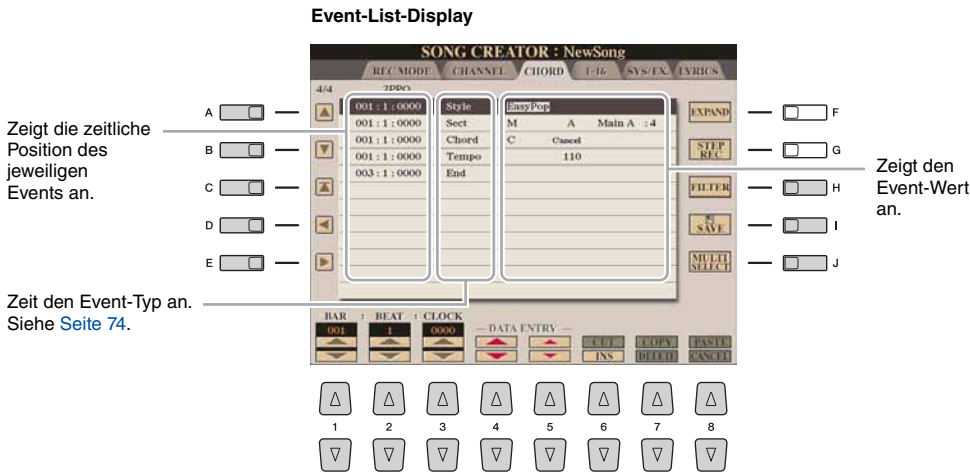 Event-List-Display
SONG CREATOR : NewSong
REC MODE CHANNEL CHORD 1-16 SYS/EX. LYRICS
4/4 2PPQ
001 : 1 : 0000 Style EasyPop
001 : 1 : 0000 Sect M A Main A : 4
001 : 1 : 0000 Chord C Cancel
001 : 1 : 0000 Tempo 110
003 : 1 : 0000 End
A
B
C
D
E
EXPAND
STEP
REC
FILTER
SAVE
MULTI
SELECT
F
G
H
I
J
Zeigt die zeitliche
Position des
jeweiligen
Events an.
Zeigt den
Event-Wert
an.
Zeit den Event-Typ an.
Siehe Seite 74.
BAR : BEAT : CLOCK
001 1 0000
DATA ENTRY
CUT COPY PASTE
INS DELETE CANCEL
1 2 3 4 5 6 7 8